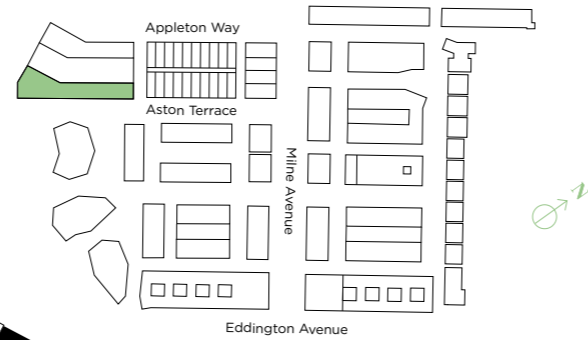 Appleton Way
Aston Terrace
Milne Avenue
N
Eddington Avenue